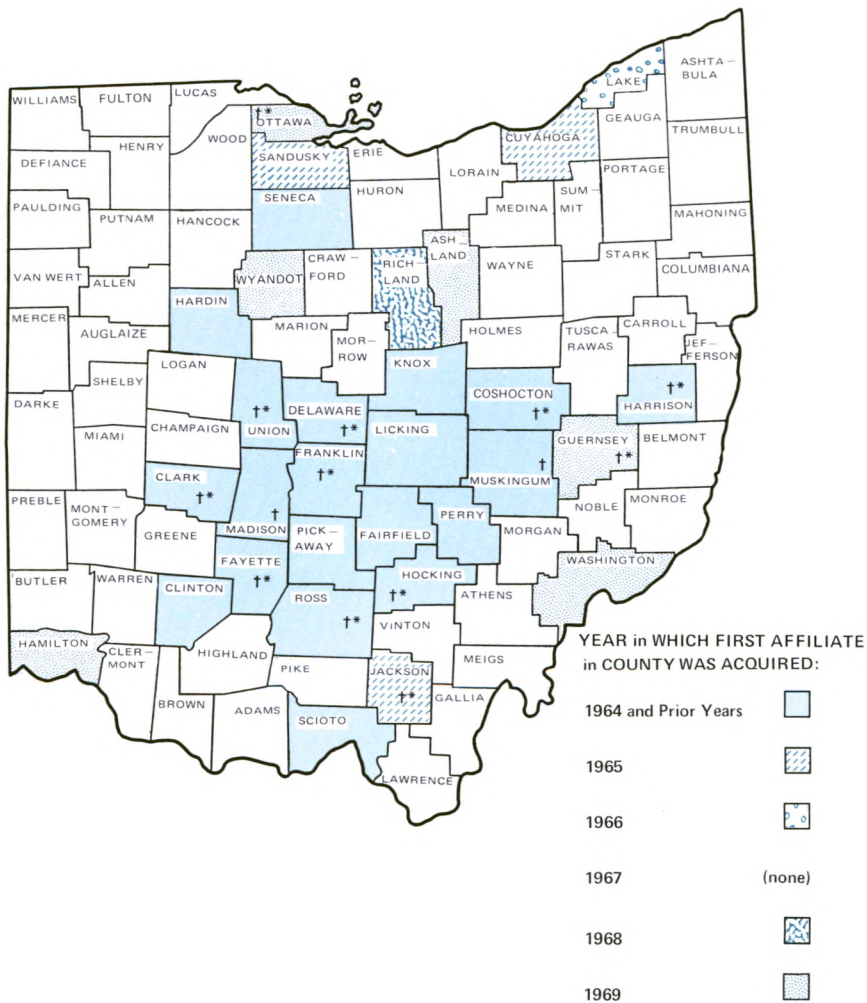 WILLIAMS
FULTON
LUCAS
†*
OTTAWA
LAKE
ASHTA—
BULA
GEAUGA
CUYAHOGA
TRUMBULL
DEFIANCE
HENRY
WOOD
SANDUSKY
ERIE
LORAIN
PORTAGE
PAULDING
PUTNAM
HANCOCK
SENECA
HURON
MEDINA
SUM—
MIT
MAHONING
VAN WERT
ALLEN
WYANDOT
CRAW—
FORD
RICH—
LAND
ASH—
LAND
WAYNE
STARK
COLUMBIANA
MERCER
AUGLAIZE
HARDIN
MARION
MOR—
ROW
HOLMES
TUSCA—
RAWAS
CARROLL
JEF—
FERSON
LOGAN
KNOX
COSHOCTON
†*
†*
HARRISON
DARKE
SHELBY
†*
UNION
DELAWARE
†*
LICKING
GUERNSEY
†*
BELMONT
MIAMI
CHAMPAIGN
FRANKLIN
†*
†
MUSKINGUM
CLARK
†*
†
MADISON
PREBLE
MONT—
GOMERY
GREENE
PICK—
AWAY
FAIRFIELD
PERRY
MORGAN
NOBLE
MONROE
FAYETTE
†*
HOCKING
†*
WASHINGTON
BUTLER
WARREN
CLINTON
ROSS
†*
ATHENS
VINTON
HAMILTON
CLER—
MONT
HIGHLAND
PIKE
JACKSON
†*
MEIGS
BROWN
ADAMS
SCIOTO
GALLIA
LAWRENCE
YEAR in WHICH FIRST AFFILIATE
in COUNTY WAS ACQUIRED:
1964 and Prior Years
1965
1966
1967 (none)
1968
1969